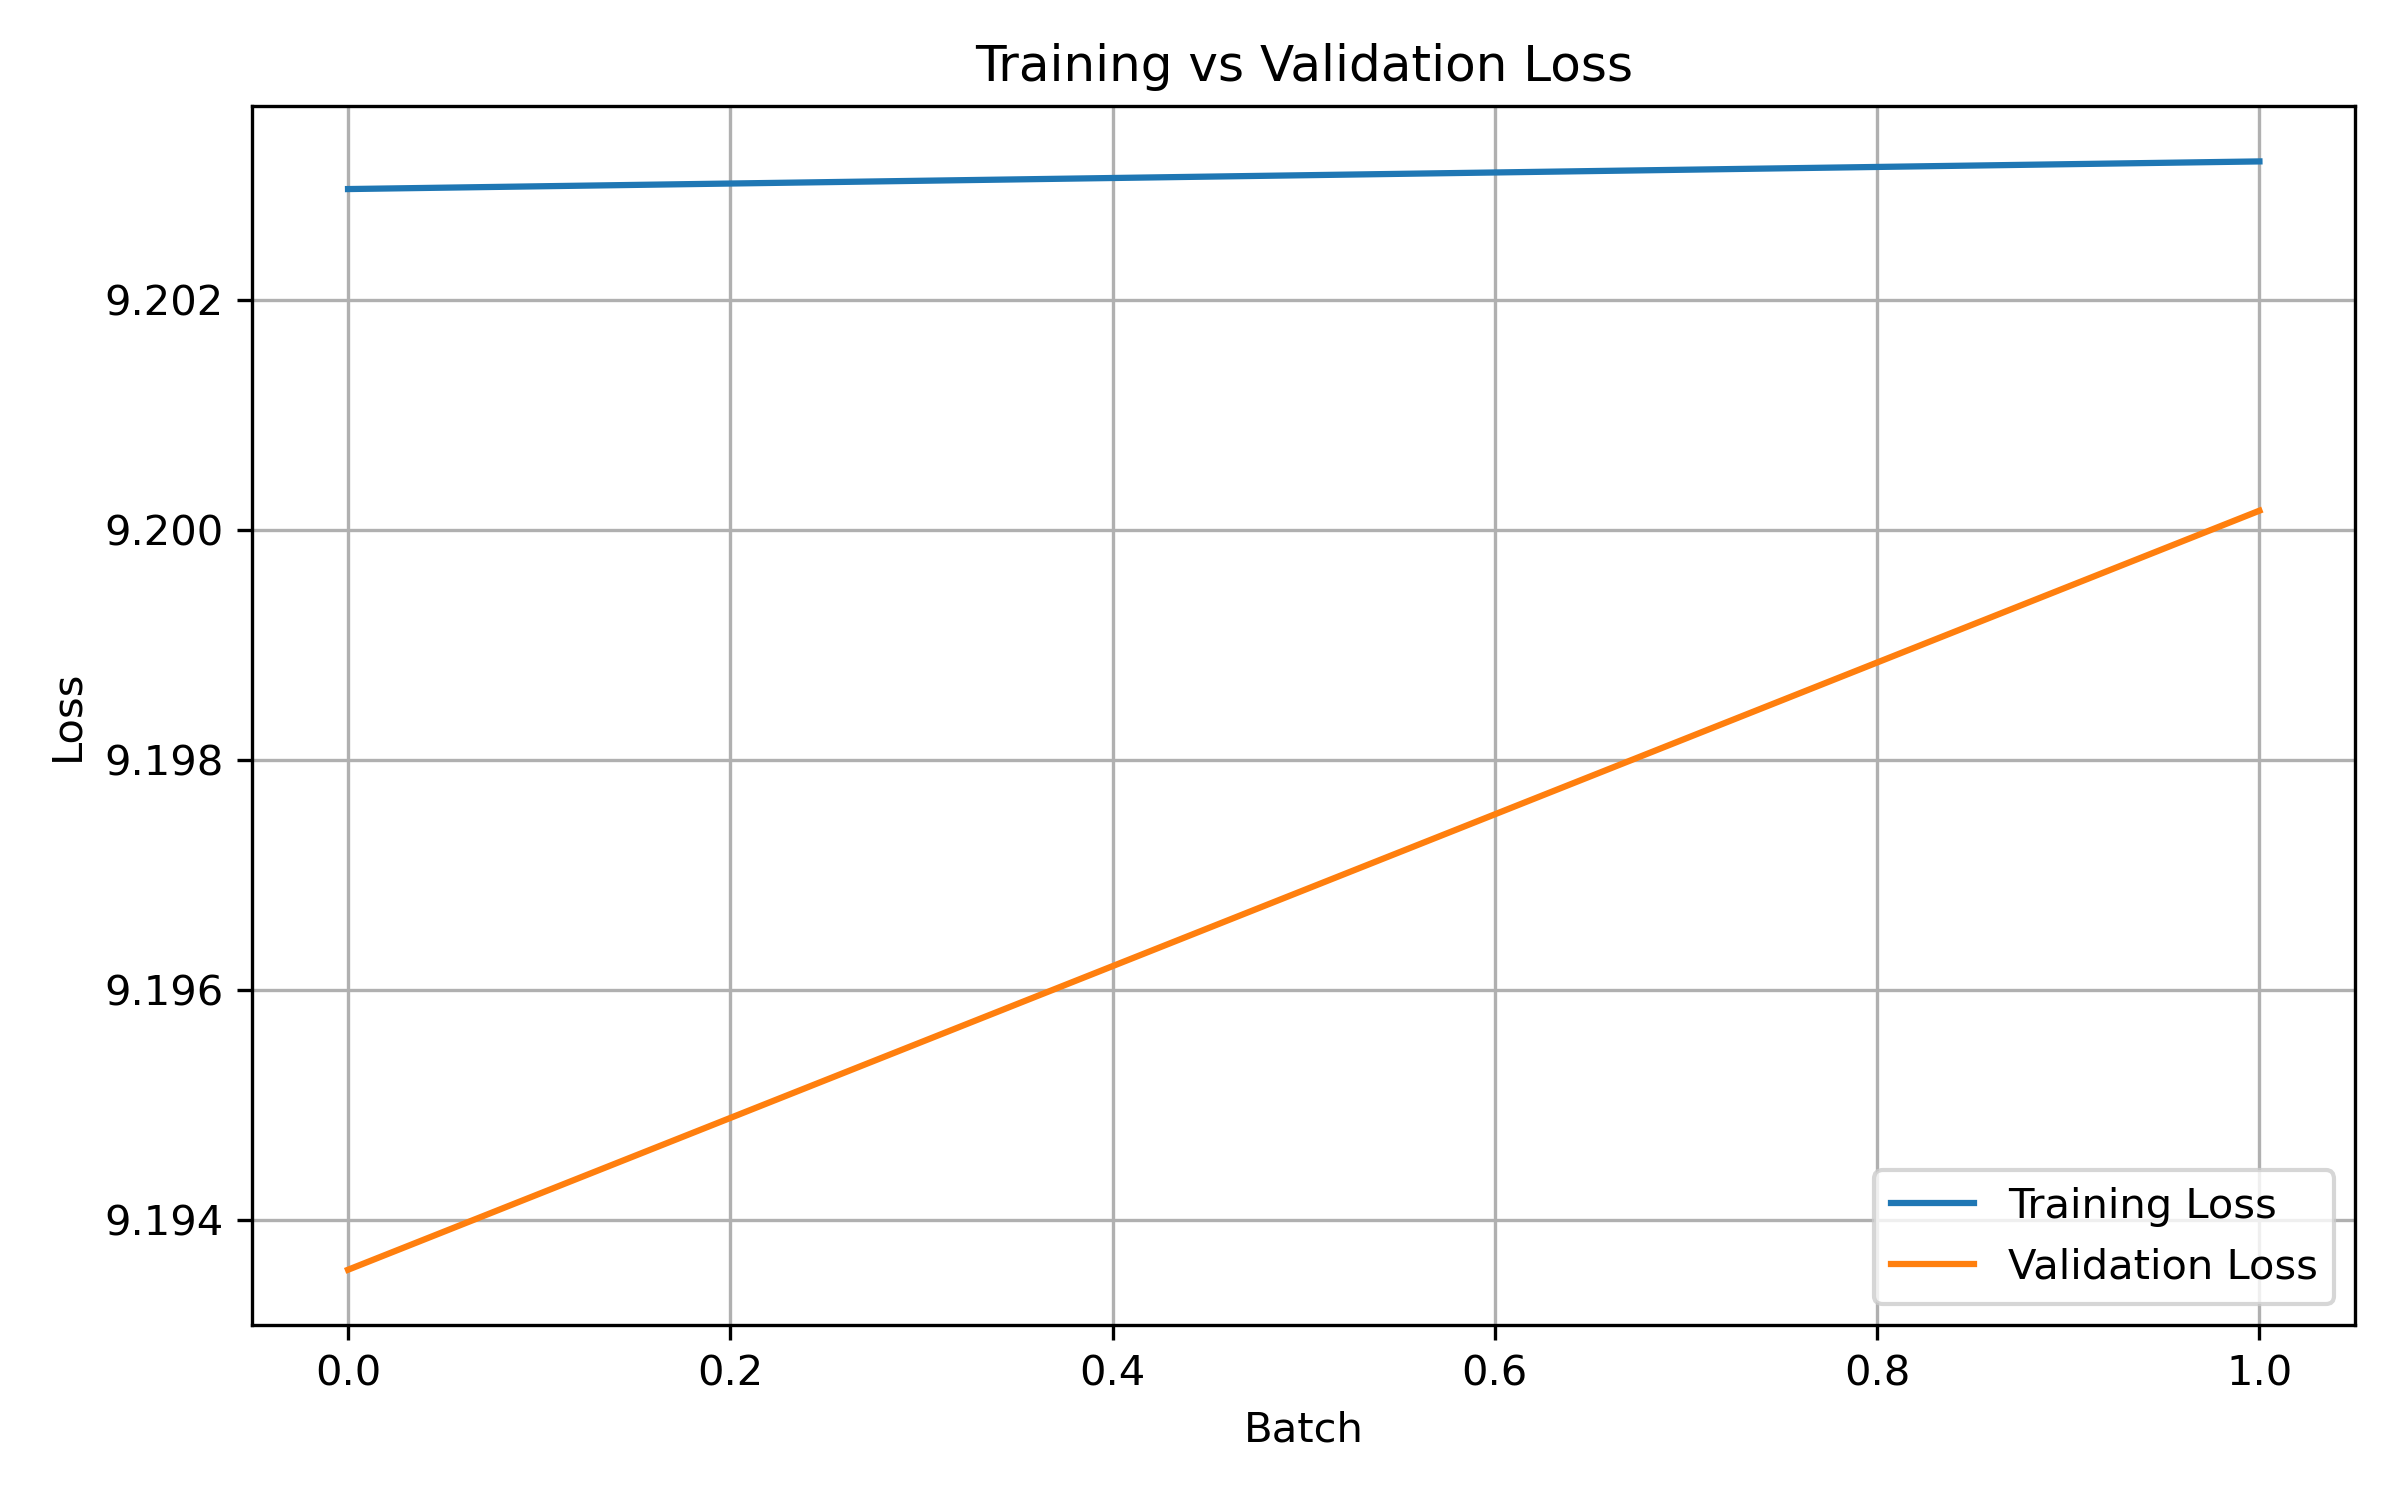 Training vs Validation Loss
Loss
9.202
9.200
9.198
9.196
9.194
Training Loss
Validation Loss
0.0 0.2 0.4 0.6 0.8 1.0
Batch